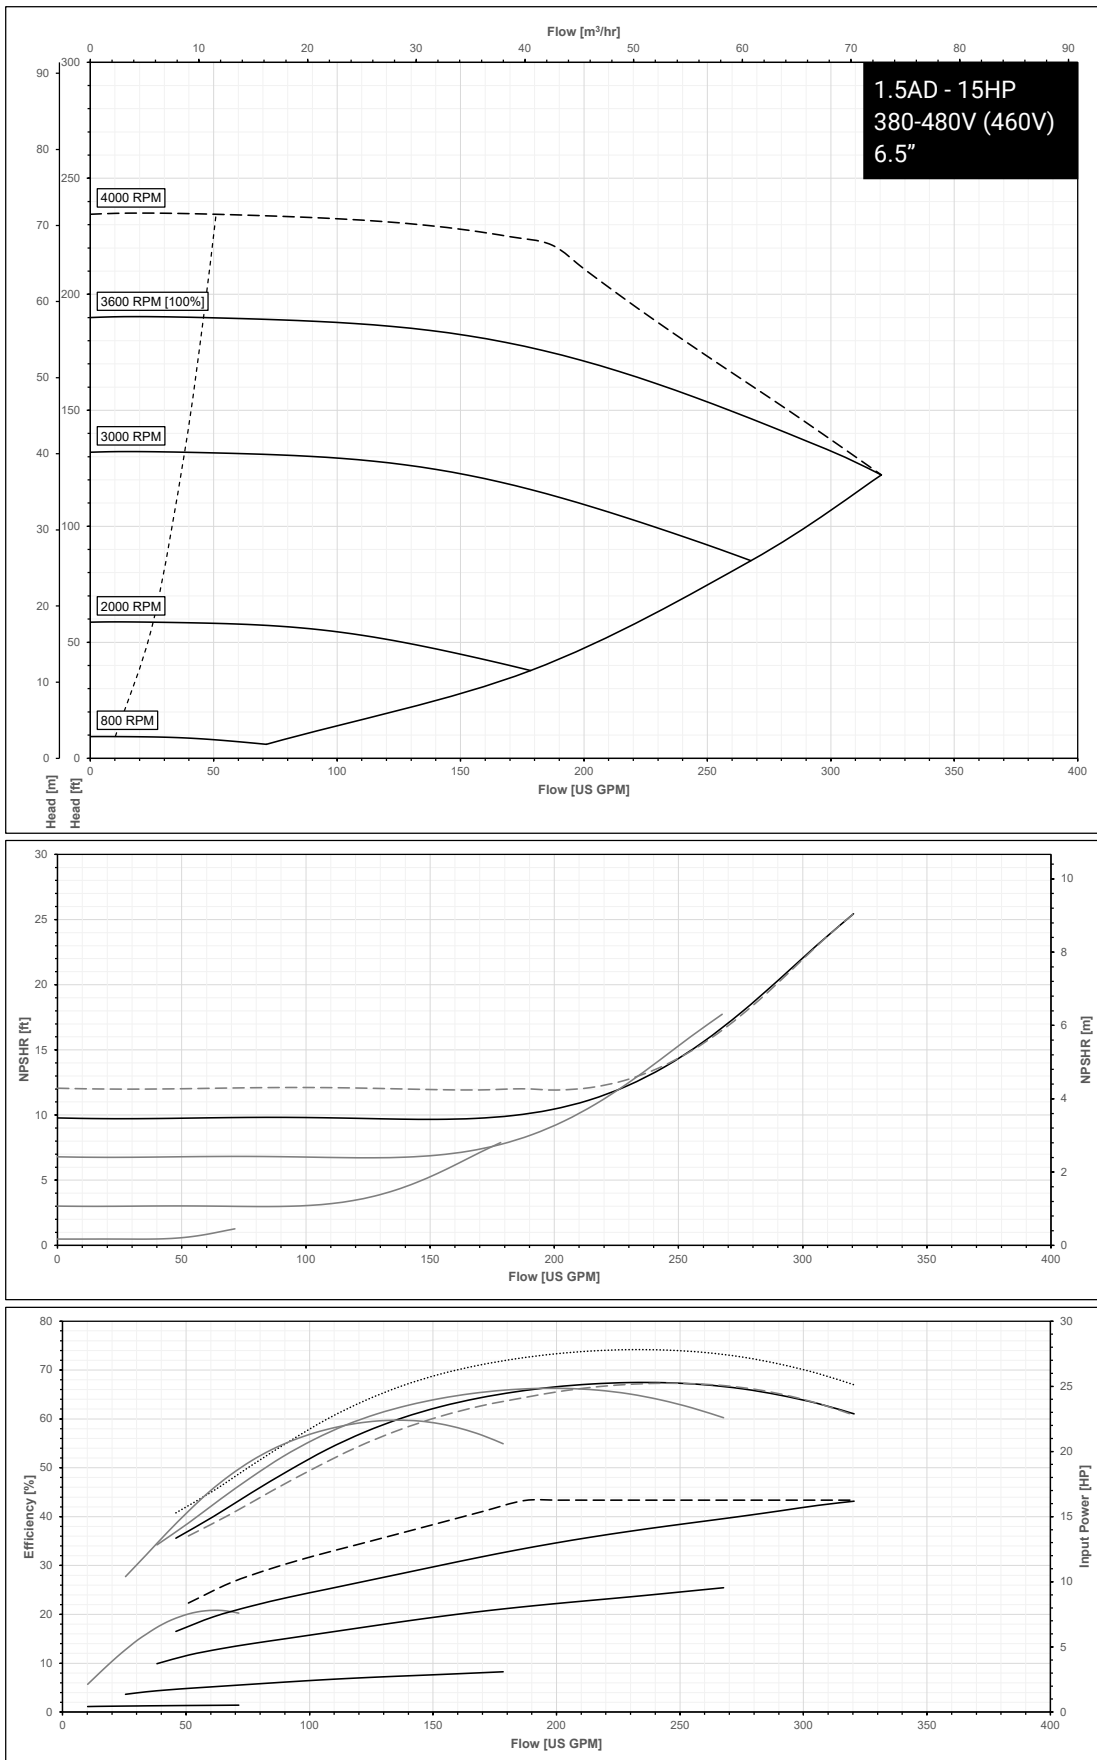 Flow [m³/hr]
0 10 20 30 40 50 60 70 80 90
1.5AD - 15HP
380-480V (460V)
6.5”
90
80
70
60
50
40
30
20
10
0
300
250
200
150
100
50
0
4000 RPM
3600 RPM [100%]
3000 RPM
2000 RPM
800 RPM
0 50 100 150 200 250 300 350 400
Head [m]
Head [ft]
Flow [US GPM]
30
25
20
15
10
5
0
NPSHR [ft]
10
8
6
4
2
0
NPSHR [m]
0 50 100 150 200 250 300 350 400
Flow [US GPM]
80
70
60
50
40
30
20
10
0
Efficiency [%]
30
25
20
15
10
5
0
Input Power [HP]
0 50 100 150 200 250 300 350 400
Flow [US GPM]